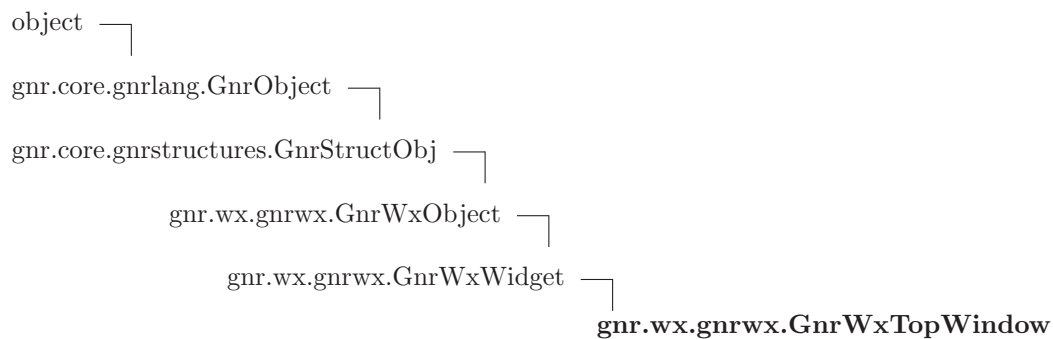 object
gnr.core.gnrlang.GnrObject
gnr.core.gnrstructures.GnrStructObj
gnr.wx.gnrwx.GnrWxObject
gnr.wx.gnrwx.GnrWxWidget
gnr.wx.gnrwx.GnrWxTopWindow